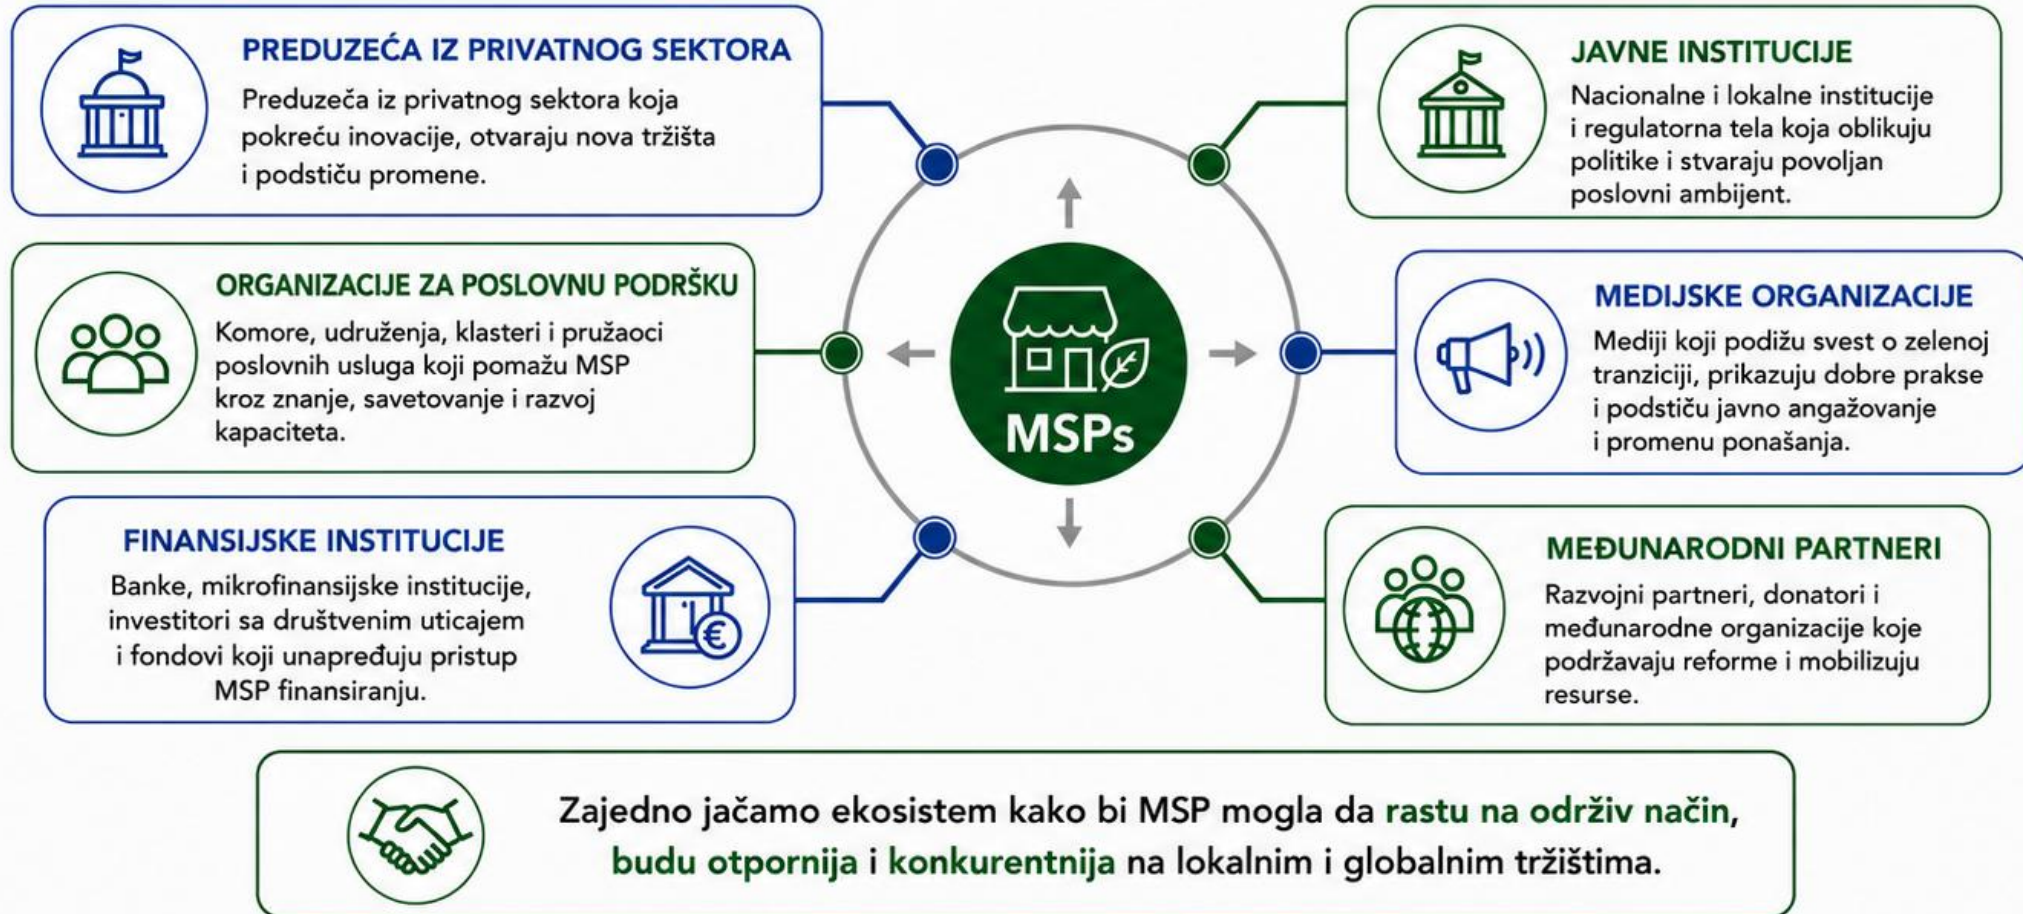 PREDUZEĆA IZ PRIVATNOG SEKTORA
Preduzeča iz privatnog sektora koja
pokreću inovacije, otvaraju nova tržišta
i podstiču promene.
JAVNE INSTITUCIJE
Nacionalne i lokalne institucije
i regulatorna tela koja oblikuju
politike i stvaraju povoljan
poslovni ambijent.
ORGANIZACIJE ZA POSLOVNU PODRŠKU
Komore, udruženja, klasteri i pružaoci
poslovnih usluga koji pomažu MSP
kroz znanje, savetovanje i razvoj
kapaciteta.
MSPs
MEDIJSKE ORGANIZACIJE
Mediji koji podižu svest o zelenoj
tranziciji, prikazuju dobre prakse
i podstiču javno angažovanje
i promenu ponašanja.
FINANSIJSKE INSTITUCIJE
Banke, mikrofinansijske institucije,
investitori sa društvenim uticajem
i fondovi koji unapređuju pristup
MSP finansiranju.
€
MEĐUNARODNI PARTNERI
Razvojni partneri, donatori i
međunarodne organizacije koje
podržavaju reforme i mobilizuju
resurse.
Zajedno jačamo ekosistem kako bi MSP mogla da rastu na održiv način,
budu otpornija i konkurentnija na lokalnim i globalnim tržištima.